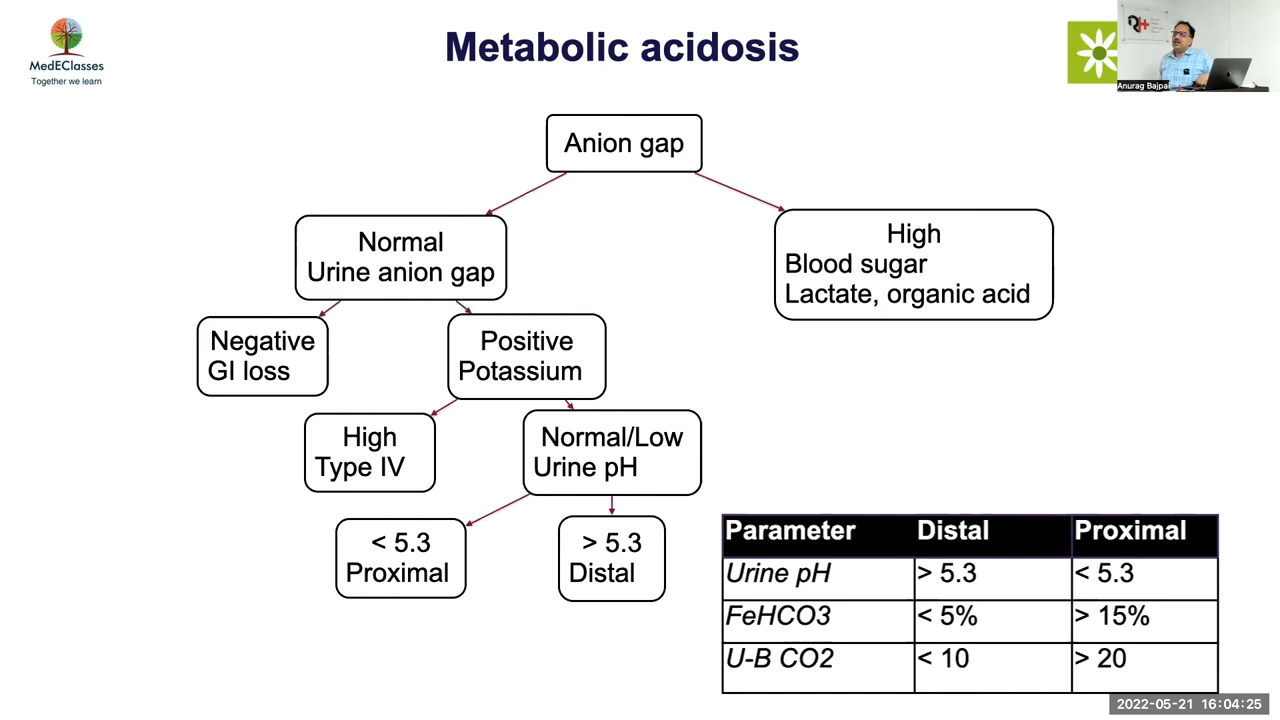 MedEClasses
Together we learn
Metabolic acidosis
Anurag Bajpai
Anion gap
Normal
Urine anion gap
High
Blood sugar
Lactate, organic acid
Negative
GI loss
Positive
Potassium
High
Type IV
Normal/Low
Urine pH
< 5.3
Proximal
> 5.3
Distal
Parameter Distal Proximal
Urine pH > 5.3 < 5.3
FeHCO3 < 5% > 15%
U-B CO2 < 10 > 20
2022-05-21 16:04:25